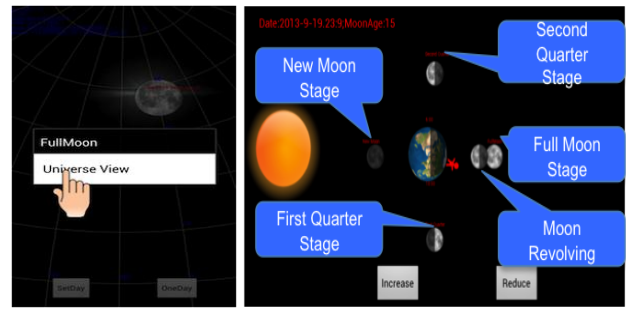 FullMoon
Universe View
SetDay
OneDay
Date:2013-9-19.23:9;MoonAge:15
Second
Quarter
Stage
New Moon
Stage
Full Moon
Stage
First Quarter
Stage
Moon
Revolving
Increase
Reduce